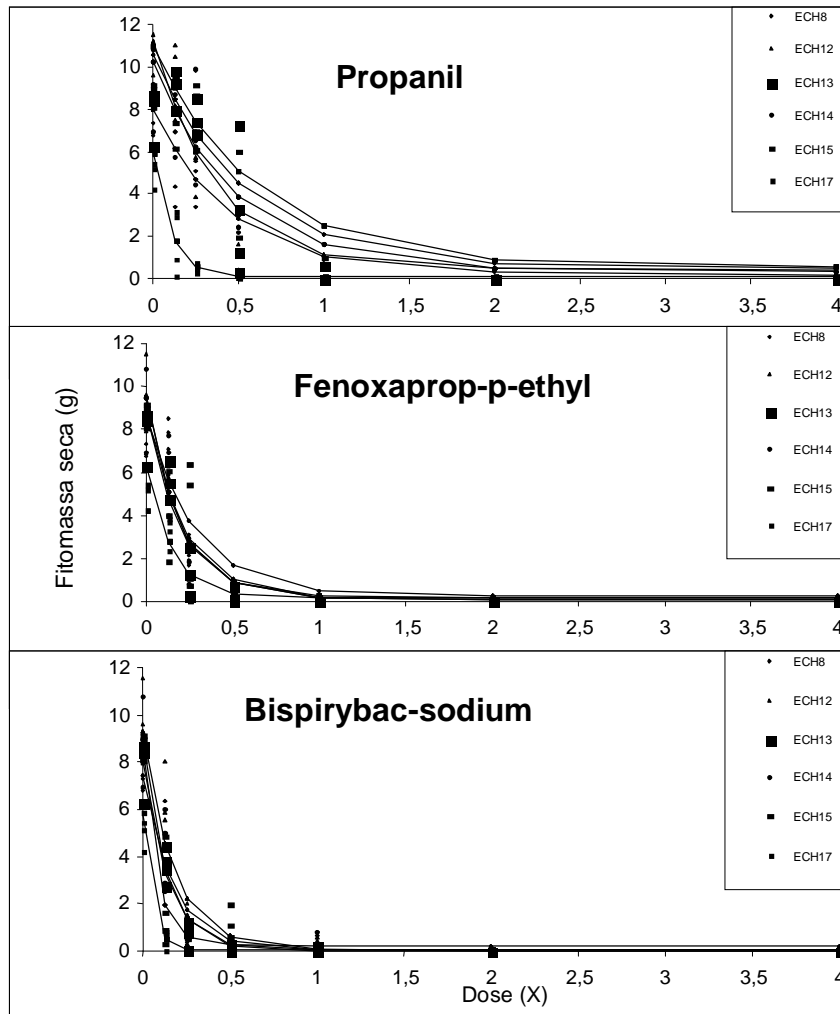 Propanil
12
10
8
6
4
2
0
0 0,5 1 1,5 2 2,5 3 3,5 4
ECH8
ECH12
ECH13
ECH14
ECH15
ECH17
Fenoxaprop-p-ethyl
Fitomassa seca (g)
12
10
8
6
4
2
0
0 0,5 1 1,5 2 2,5 3 3,5 4
ECH8
ECH12
ECH13
ECH14
ECH15
ECH17
Bispirybac-sodium
12
10
8
6
4
2
0
0 0,5 1 1,5 2 2,5 3 3,5 4
Dose (X)
ECH8
ECH12
ECH13
ECH14
ECH15
ECH17